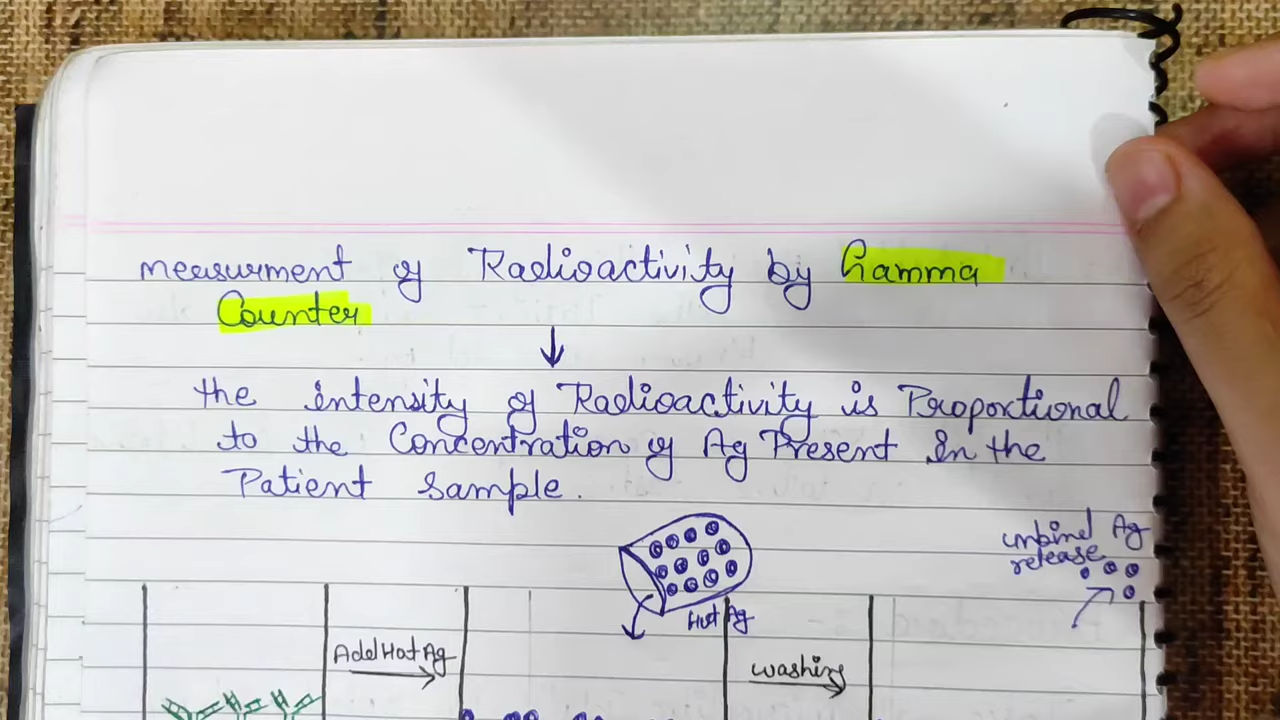 measurment of Radioactivity by Gamma
Counter
the intensity of Radioactivity is Proportional
to the Concentration of Ag Present in the
Patient sample.
unbind Ag
release
Hot Ag
Add Hot Ag
washing